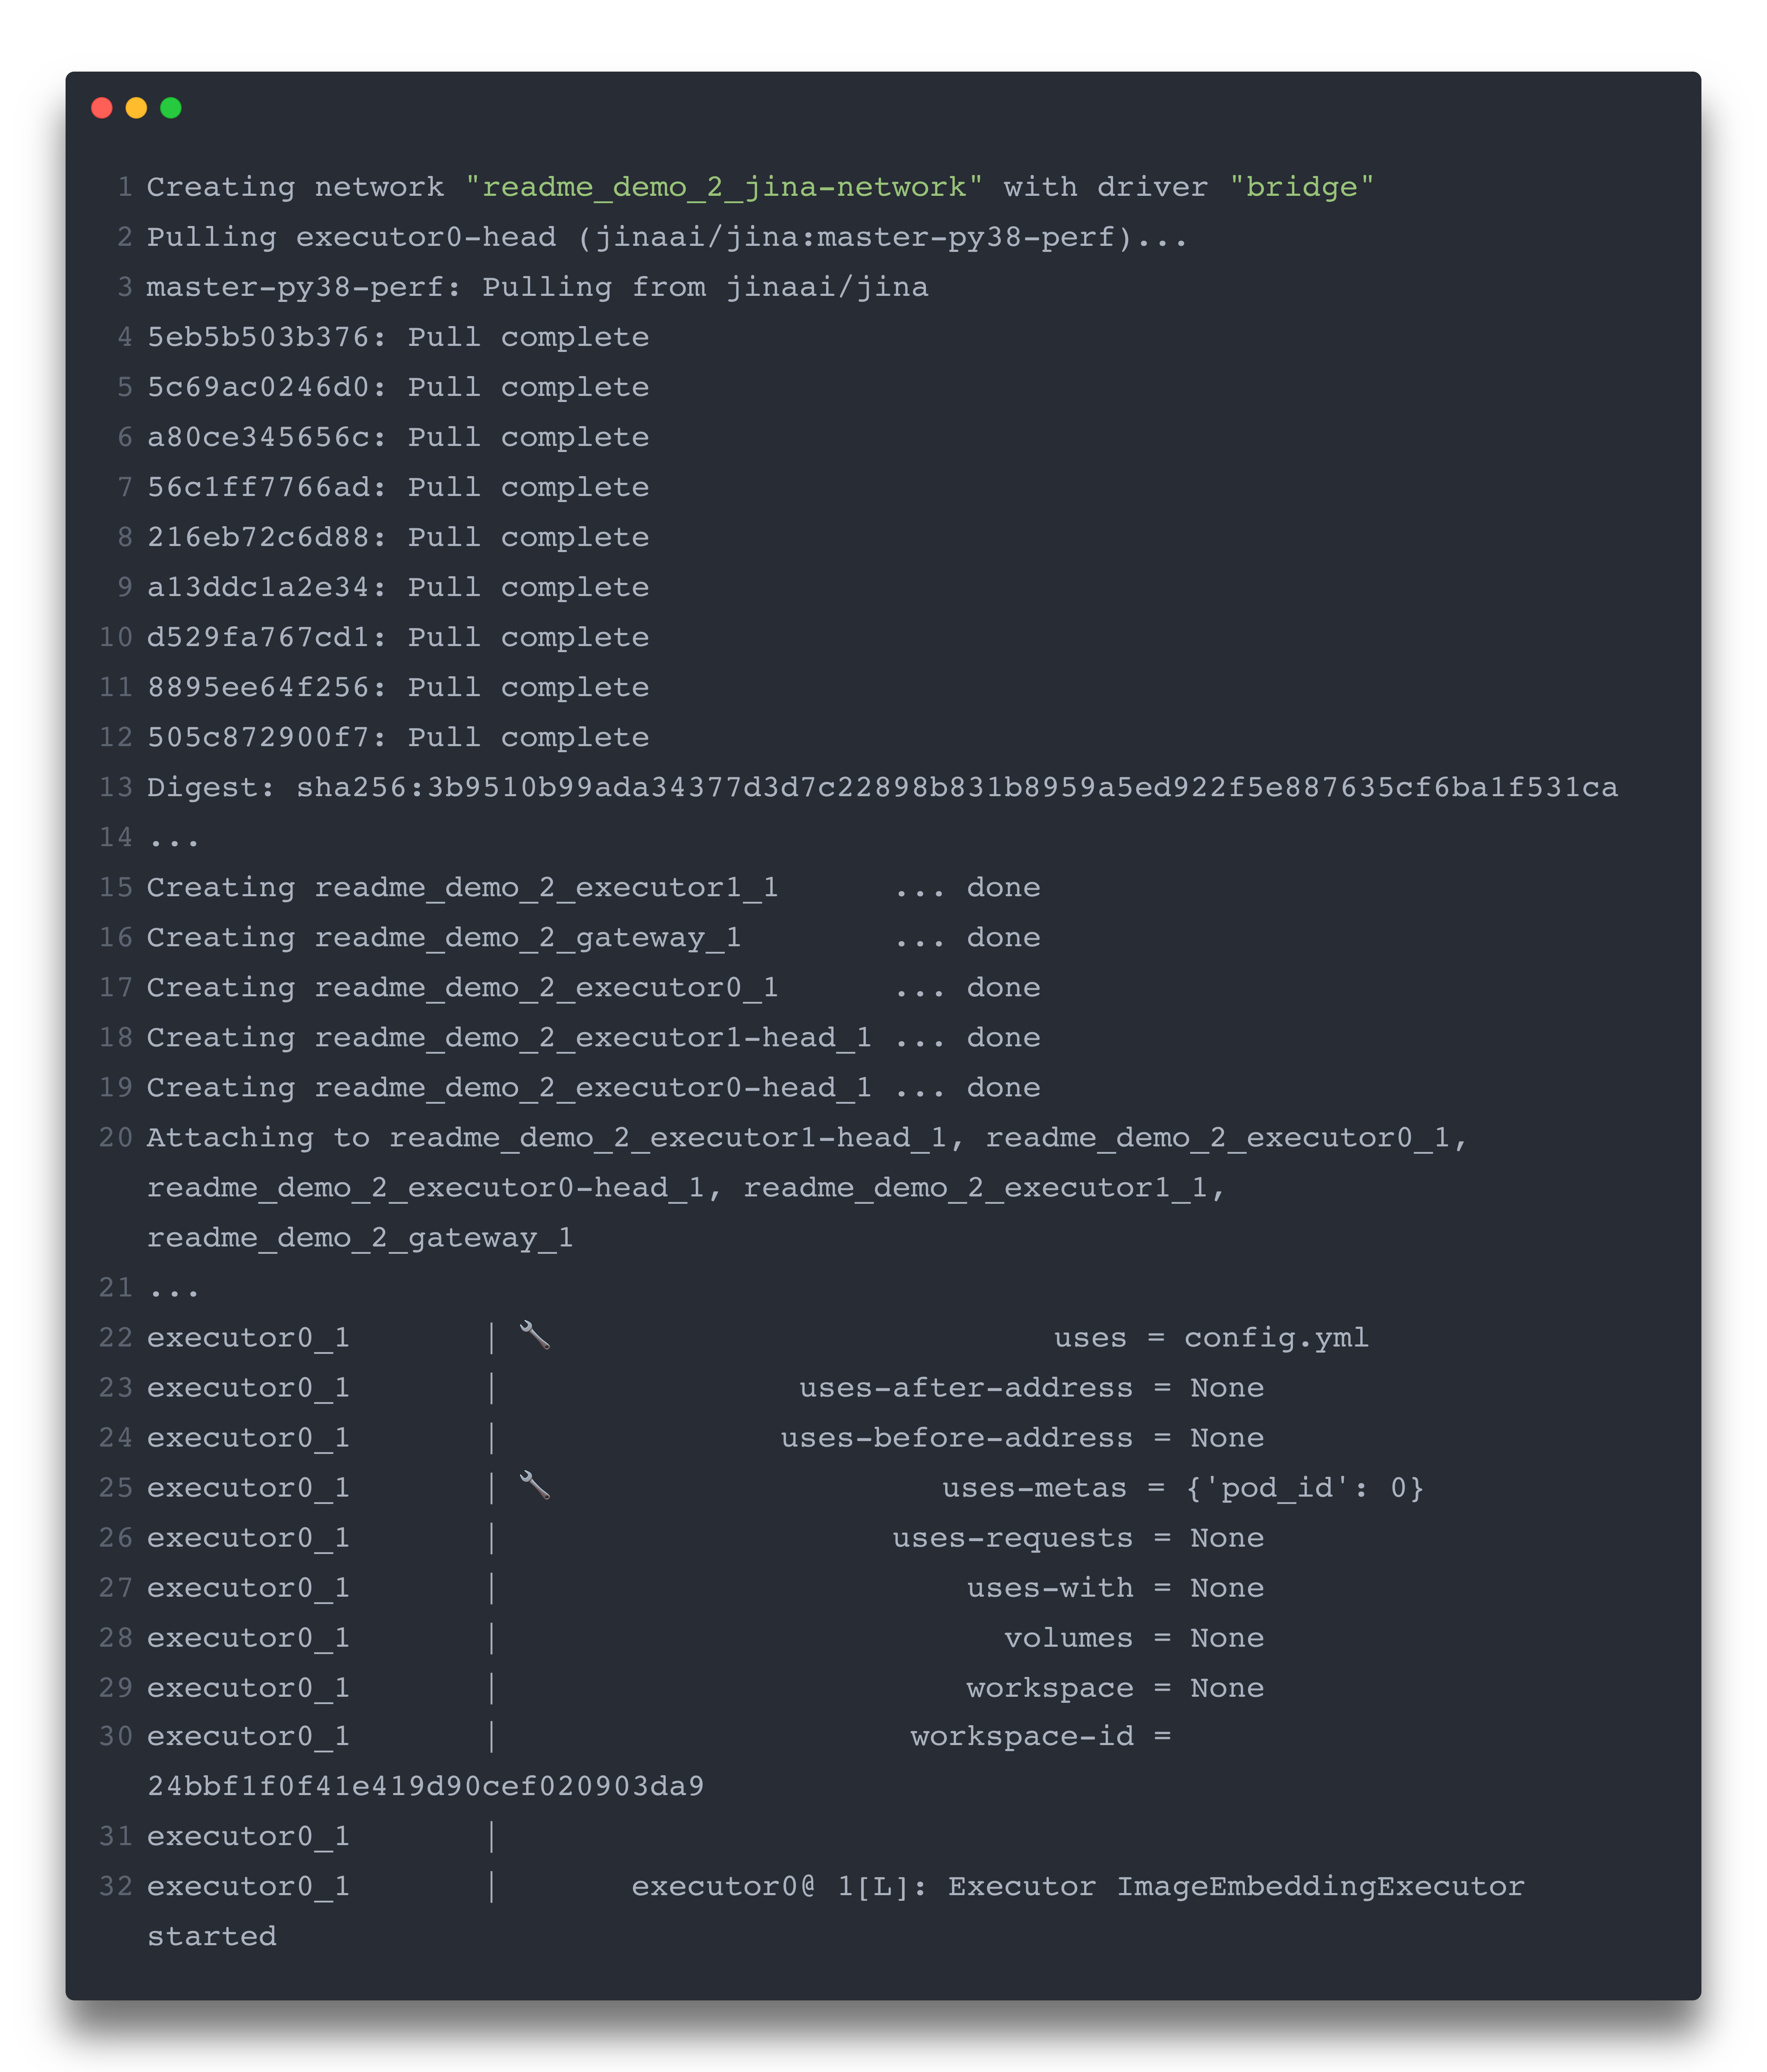 1 Creating network "readme_demo_2_jina-network" with driver "bridge"
2 Pulling executor0-head (jinaai/jina:master-py38-perf)...
3 master-py38-perf: Pulling from jinaai/jina
4 5eb5b503b376: Pull complete
5 5c69ac0246d0: Pull complete
6 a80ce345656c: Pull complete
7 56c1ff7766ad: Pull complete
8 216eb72c6d88: Pull complete
9 a13ddc1a2e34: Pull complete
10 d529fa767cd1: Pull complete
11 8895ee64f256: Pull complete
12 505c872900f7: Pull complete
13 Digest: sha256:3b9510b99ada34377d3d7c22898b831b8959a5ed922f5e887635cf6ba1f531ca
14 ...
15 Creating readme_demo_2_executor1_1      ... done
16 Creating readme_demo_2_gateway_1        ... done
17 Creating readme_demo_2_executor0_1      ... done
18 Creating readme_demo_2_executor1-head_1 ... done
19 Creating readme_demo_2_executor0-head_1 ... done
20 Attaching to readme_demo_2_executor1-head_1, readme_demo_2_executor0_1,
readme_demo_2_executor0-head_1, readme_demo_2_executor1_1,
readme_demo_2_gateway_1
21 ...
22 executor0_1       | 🔧                           uses = config.yml
23 executor0_1       |                uses-after-address = None
24 executor0_1       |               uses-before-address = None
25 executor0_1       | 🔧                     uses-metas = {'pod_id': 0}
26 executor0_1       |                     uses-requests = None
27 executor0_1       |                         uses-with = None
28 executor0_1       |                           volumes = None
29 executor0_1       |                         workspace = None
30 executor0_1       |                      workspace-id =
24bbf1f0f41e419d90cef020903da9
31 executor0_1       |
32 executor0_1       |       executor0@ 1[L]: Executor ImageEmbeddingExecutor
started